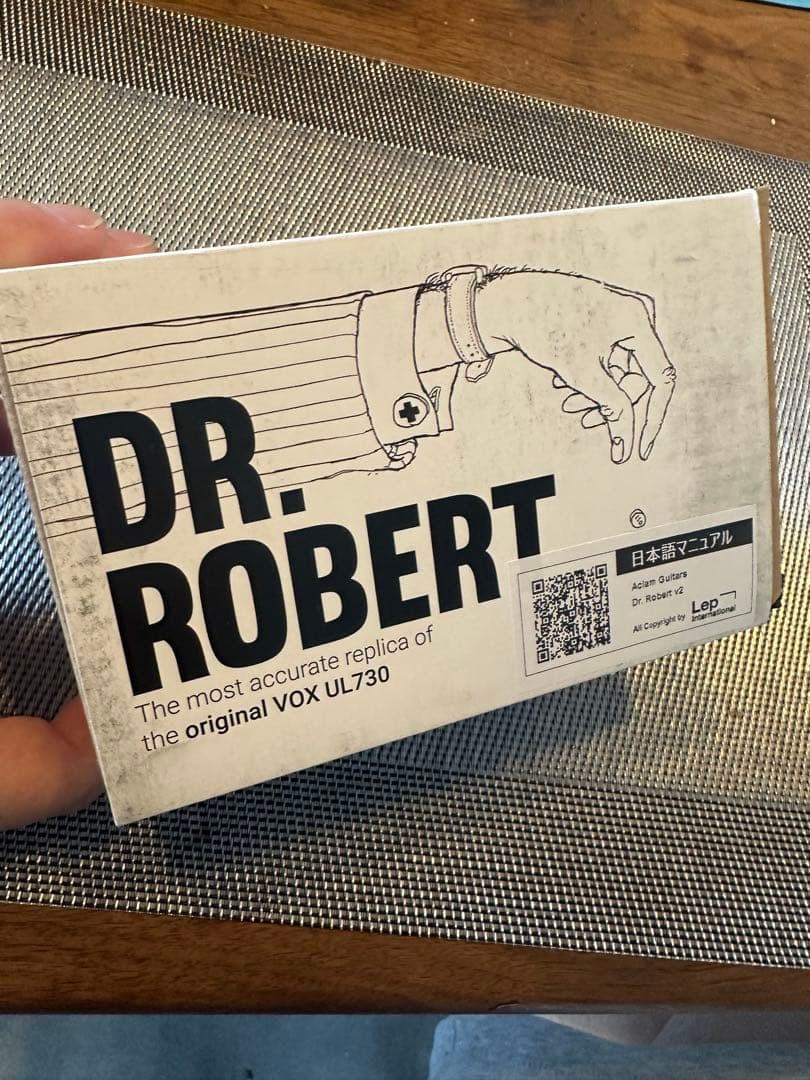 DR.
ROBERT
The most accurate replica of
the original VOX UL730
日本語マニュアル
Aclam Guitars
Dr. Robert v2
All Copyright by Lep International